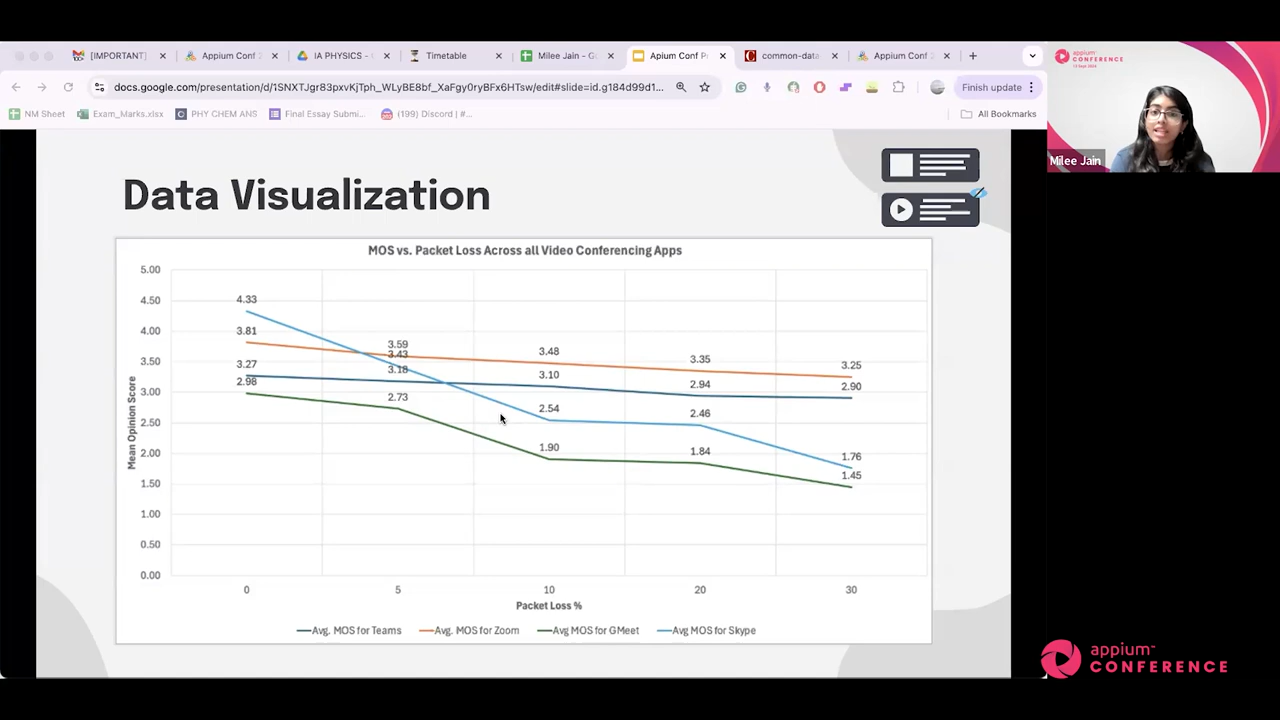 [IMPORTANT]
Appium Conf 2
IA PHYSICS -
Timetable
Milee Jain - Go
Apium Conf P
common-data
Appium Conf 2
docs.google.com/presentation/d/1SNXTJgr83pxvKjTph_WLyBE8bf_XaFgy0ryBFx6HTsw/edit#slide=id.g184d99d1...
Finish update
NM Sheet
Exam_Marks.xlsx
PHY CHEM ANS
Final Essay Submi...
(199) Discord | #...
All Bookmarks
appium
CONFERENCE
Milee Jain
Data Visualization
MOS vs. Packet Loss Across all Video Conferencing Apps
Mean Opinion Score
5.00
4.50
4.00
3.50
3.00
2.50
2.00
1.50
1.00
0.50
0.00
4.33
3.81
3.27
2.98
3.59
3.43
3.18
2.73
3.48
3.10
2.54
1.90
3.35
2.94
2.46
1.84
3.25
2.90
1.76
1.45
0 5 10 20 30
Packet Loss %
Avg. MOS for Teams Avg. MOS for Zoom Avg MOS for GMeet Avg MOS for Skype
appium™
CONFERENCE